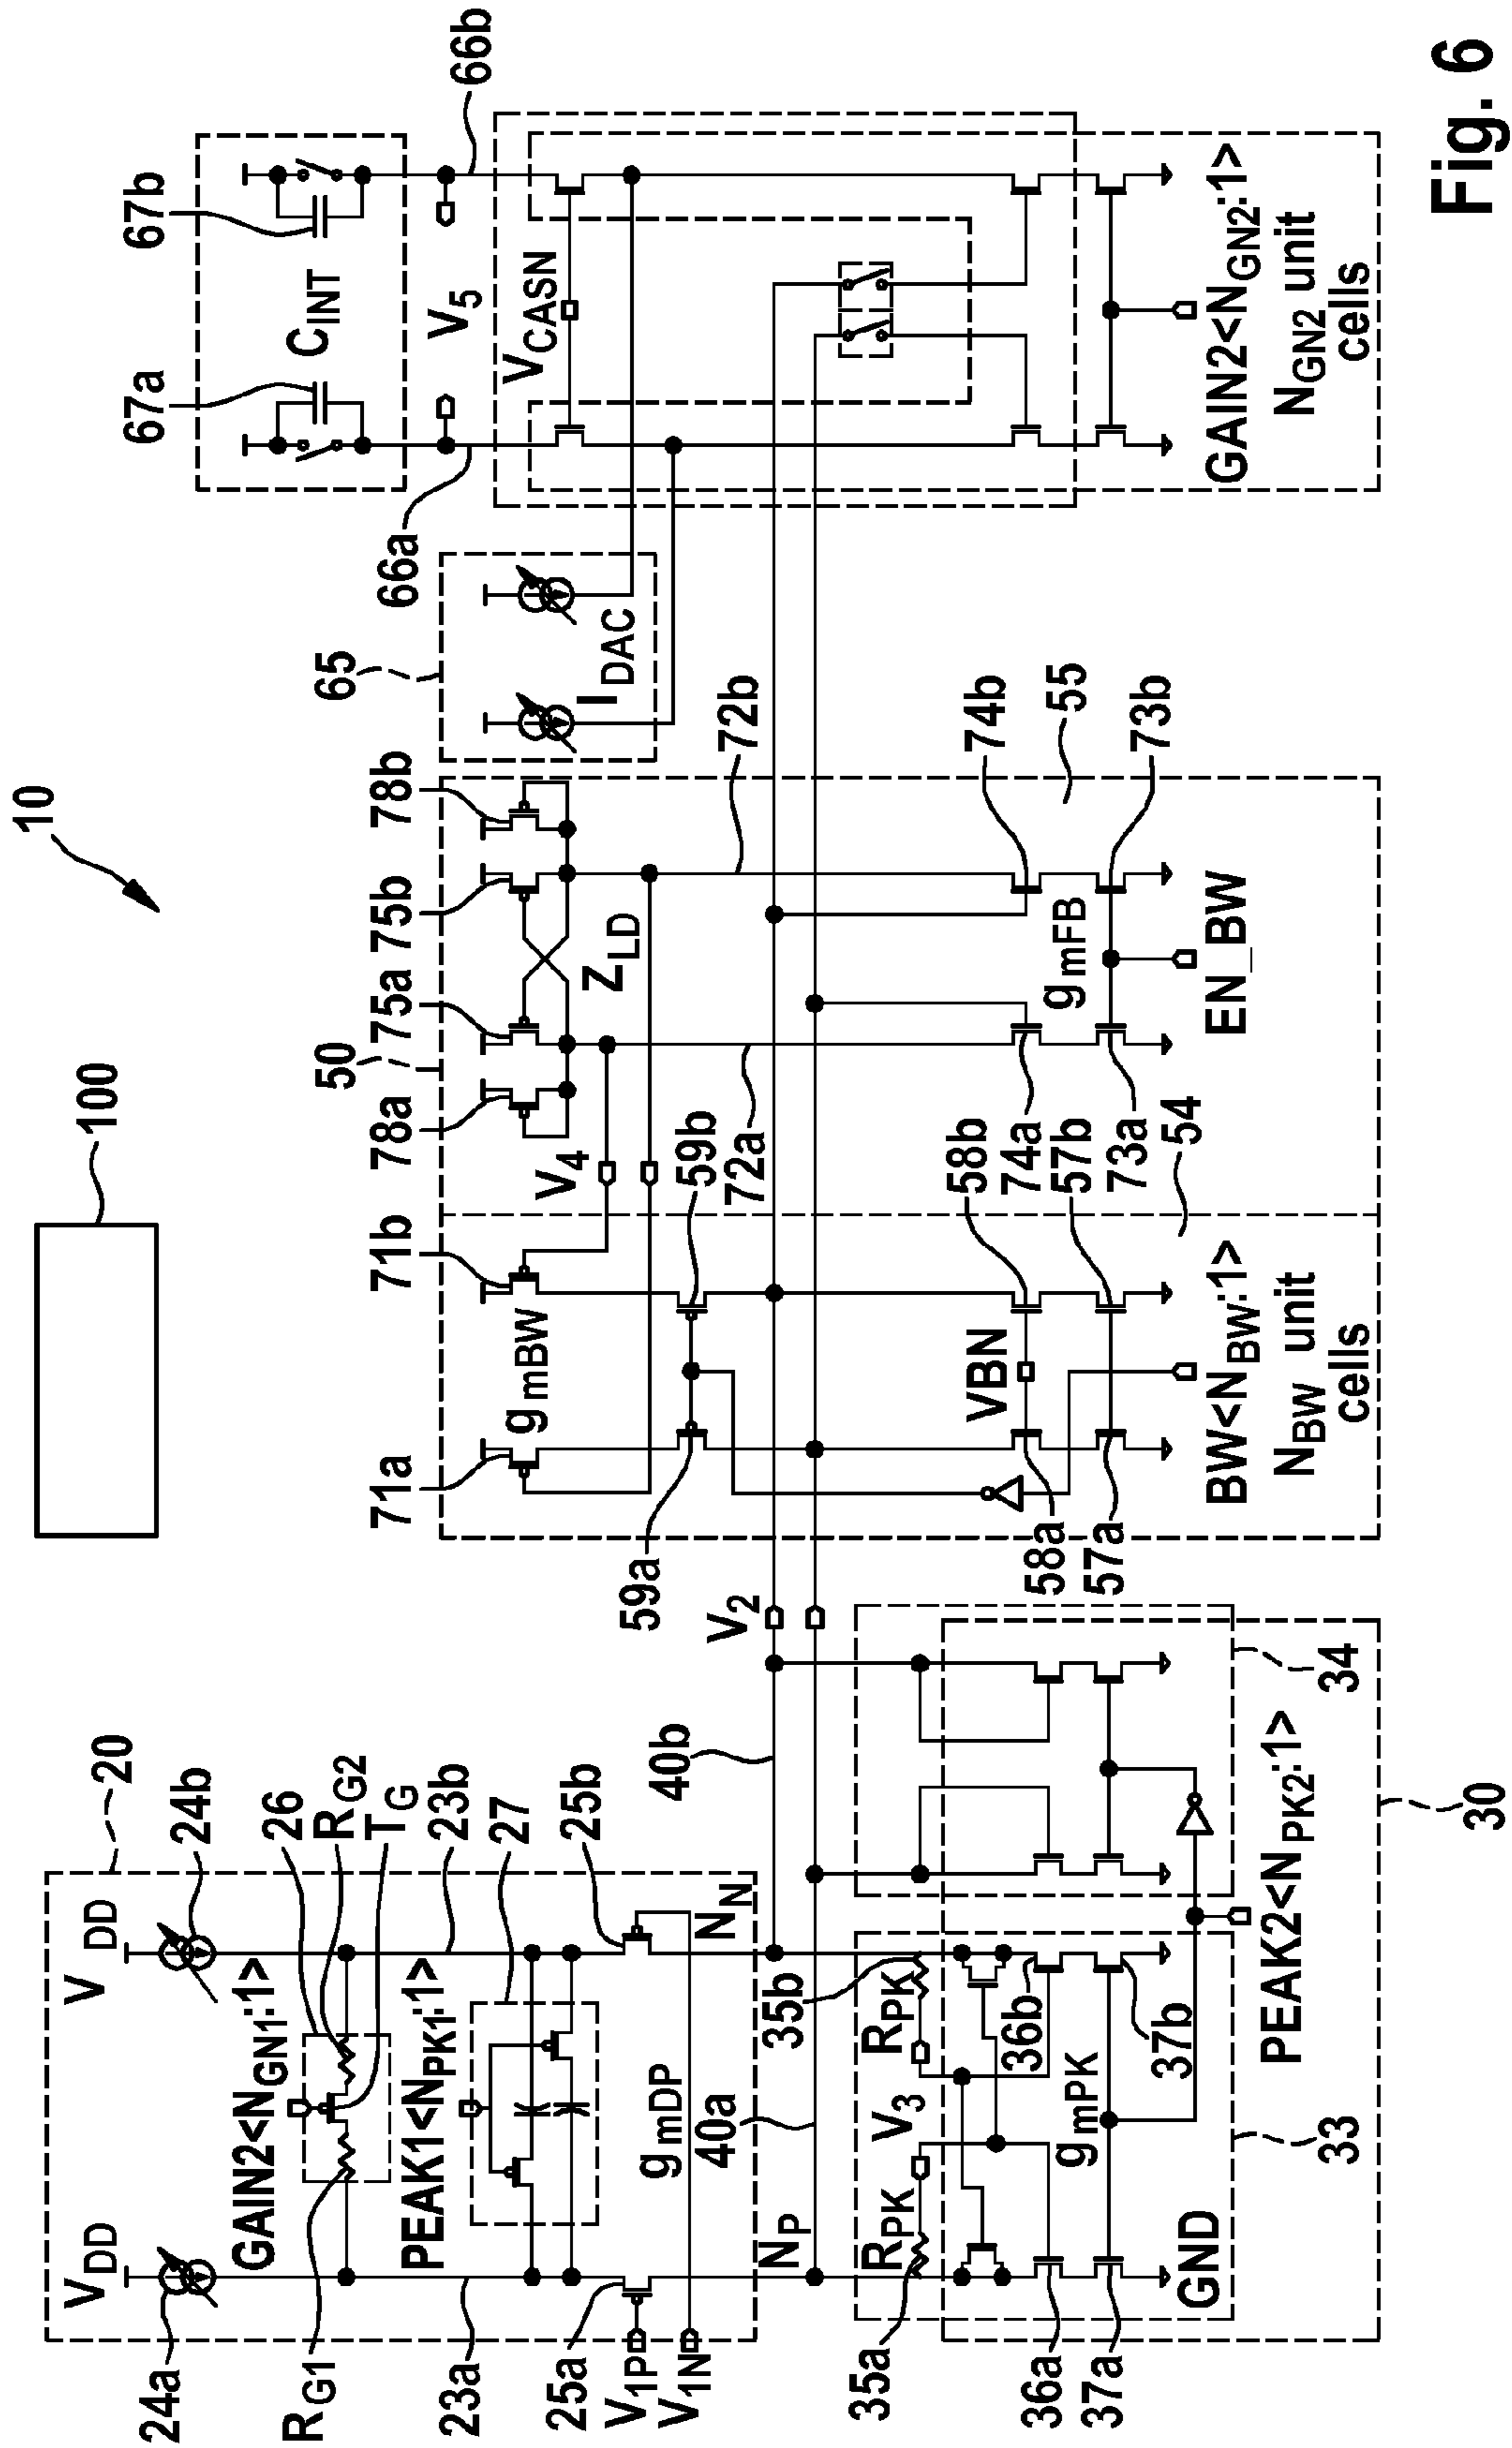 10
100
20
V_DD
V_DD
24a
24b
R_G1
GAIN2<N_GN1:1>
26
R_G2
T_G
23a
23b
PEAK1<N_PK1:1>
27
25a
25b
V_1P
V_1N
g_mDP
N_P
N_N
40a
40b
V_2
35a
R_PK
V_3
R_PK
35b
36a
36b
37a
37b
g_mPK
GND
33
34
PEAK2<N_PK2:1>
30
71a
71b
g_mBW
59a
59b
VBN
58a
58b
57a
57b
54
BW<N_BW:1>
N_BW unit
cells
50
78a
75a
75b
78b
V_4
Z_LD
72a
72b
74a
74b
g_mFB
73a
73b
55
EN_BW
65
I_DAC
66a
66b
67a
67b
C_INT
V_5
V_CASN
GAIN2<N_GN2:1>
N_GN2 unit
cells
Fig. 6